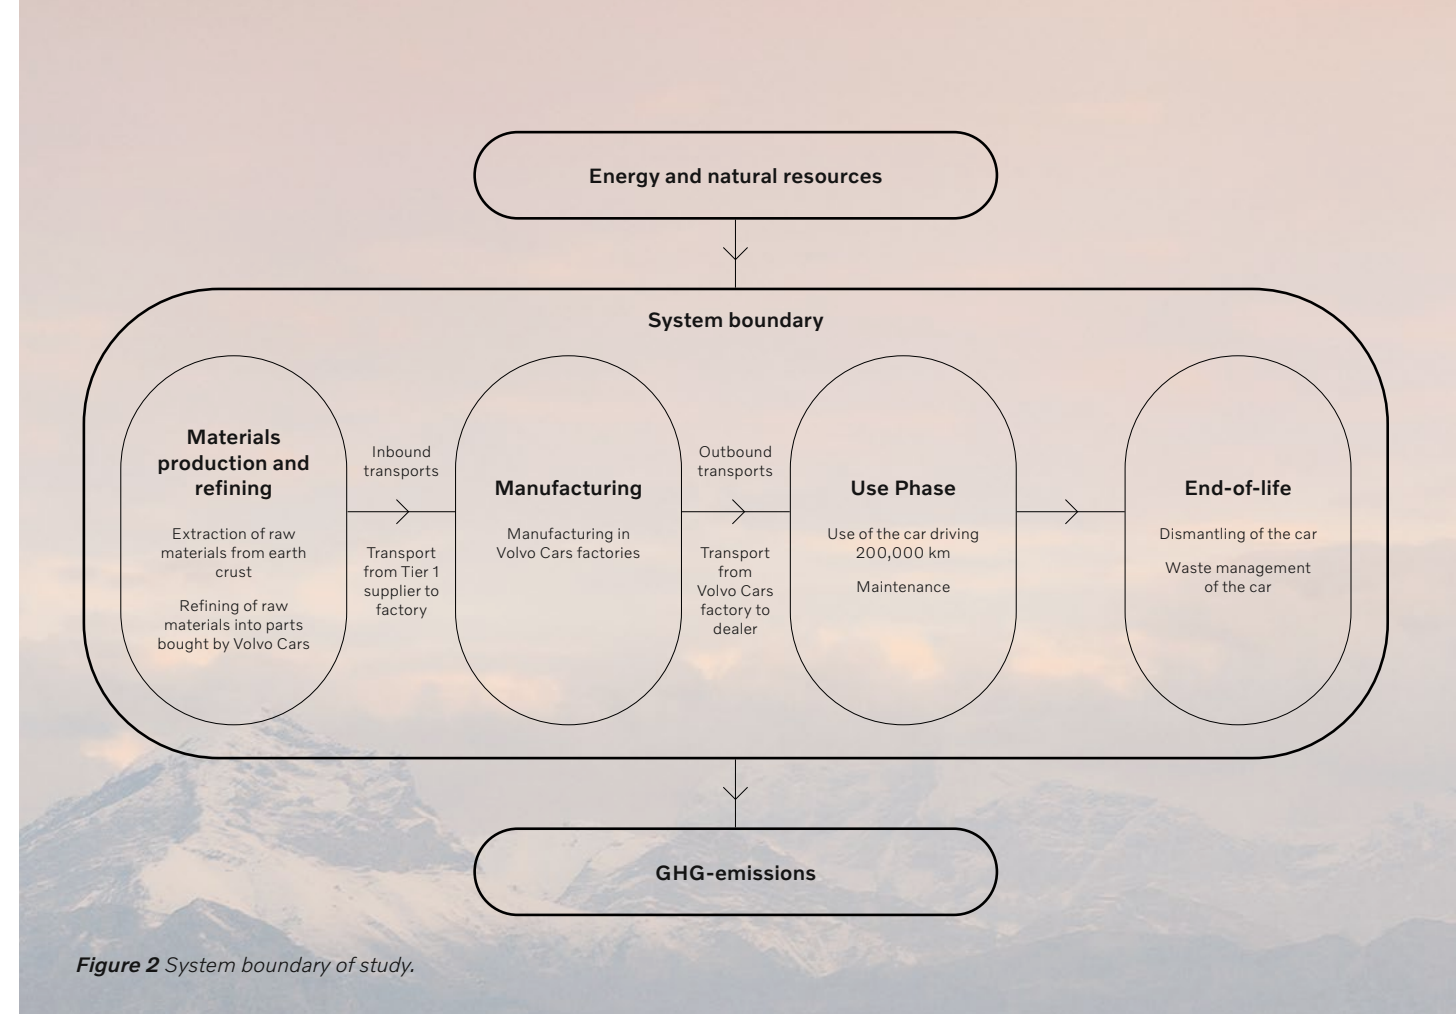 Energy and natural resources
System boundary
Materials
production and
refining
Extraction of raw
materials from earth
crust
Refining of raw
materials into parts
bought by Volvo Cars
Inbound
transports
Transport
from Tier 1
supplier to
factory
Manufacturing
Manufacturing in
Volvo Cars factories
Outbound
transports
Transport
from
Volvo Cars
factory to
dealer
Use Phase
Use of the car driving
200,000 km
Maintenance
End-of-life
Dismantling of the car
Waste management
of the car
GHG-emissions
Figure 2 System boundary of study.